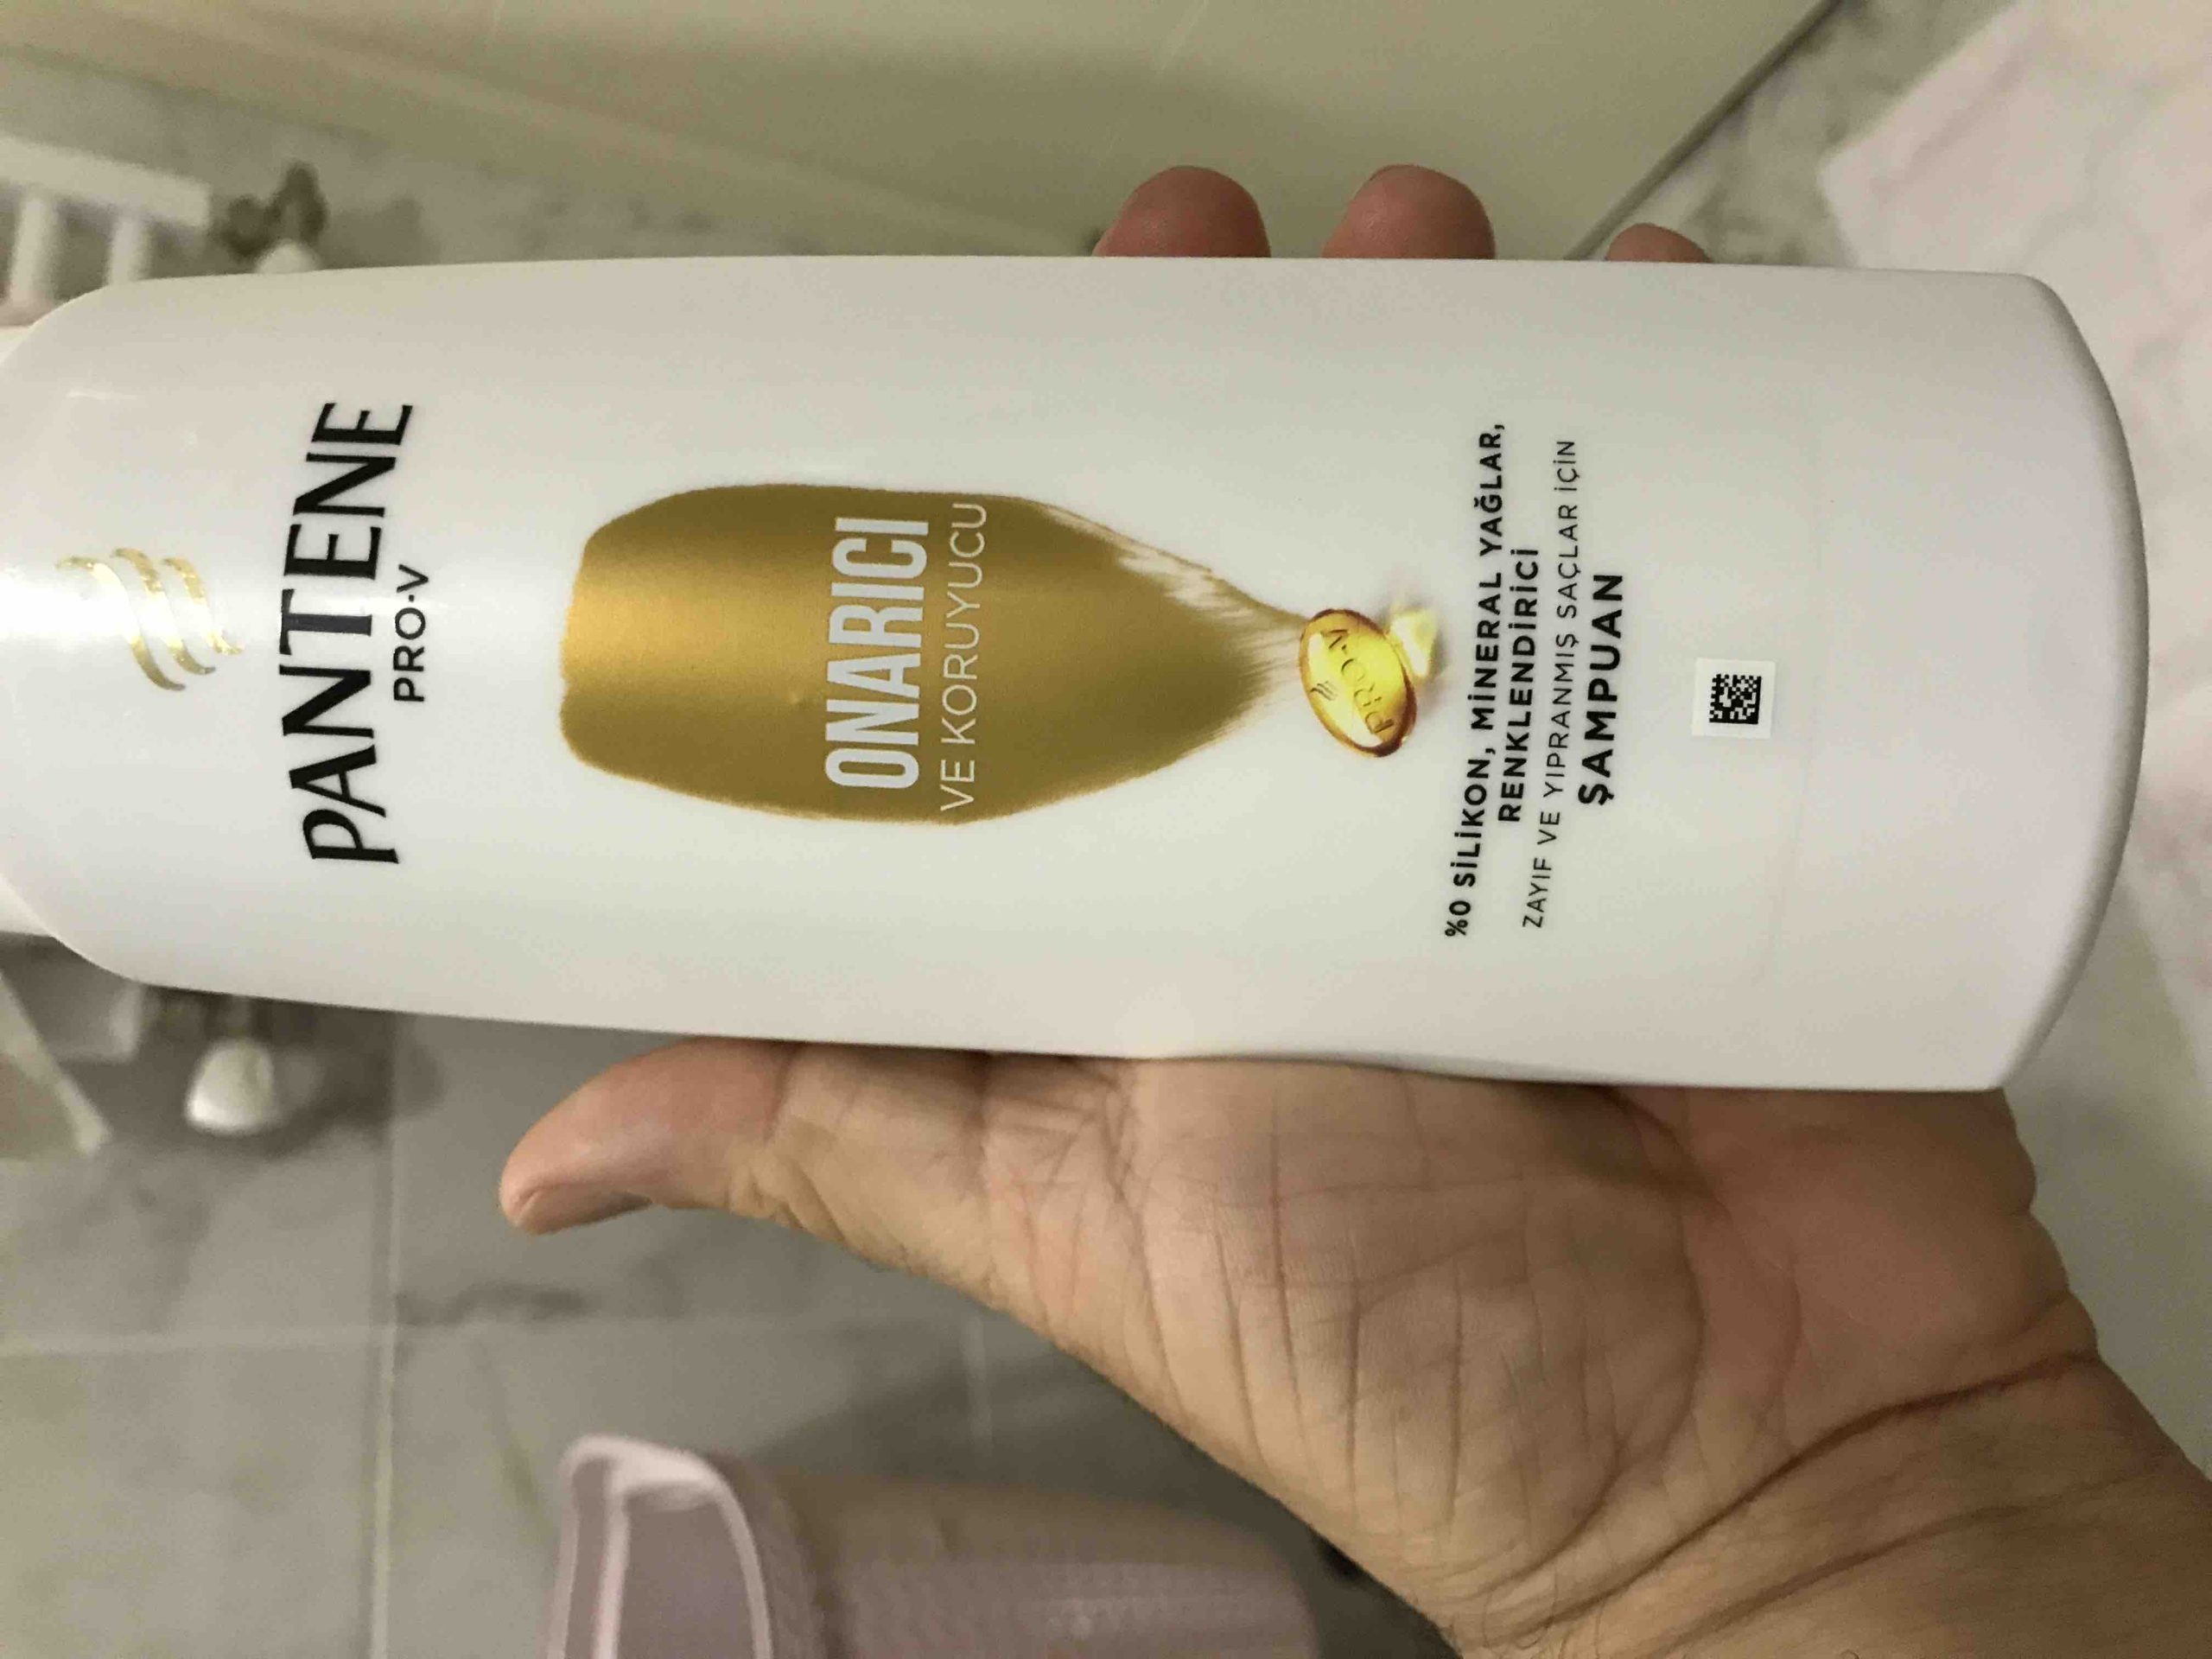 PANTENE
PRO-V
ONARICI
VE KORUYUCU
PRO-V
%0 SİLİKON, MİNERAL YAĞLAR,
RENKLENDİRİCİ
ZAYIF VE YIPRANMIŞ SAÇLAR İÇİN
ŞAMPUAN